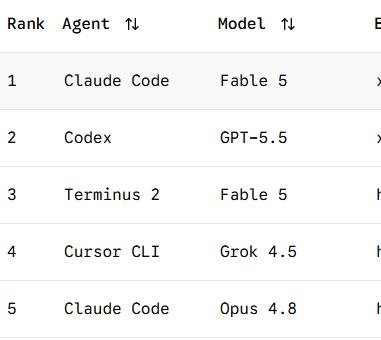 Rank Agent ↑↓ Model ↑↓ E
1 Claude Code Fable 5 x
2 Codex GPT-5.5 x
3 Terminus 2 Fable 5 h
4 Cursor CLI Grok 4.5 h
5 Claude Code Opus 4.8 h